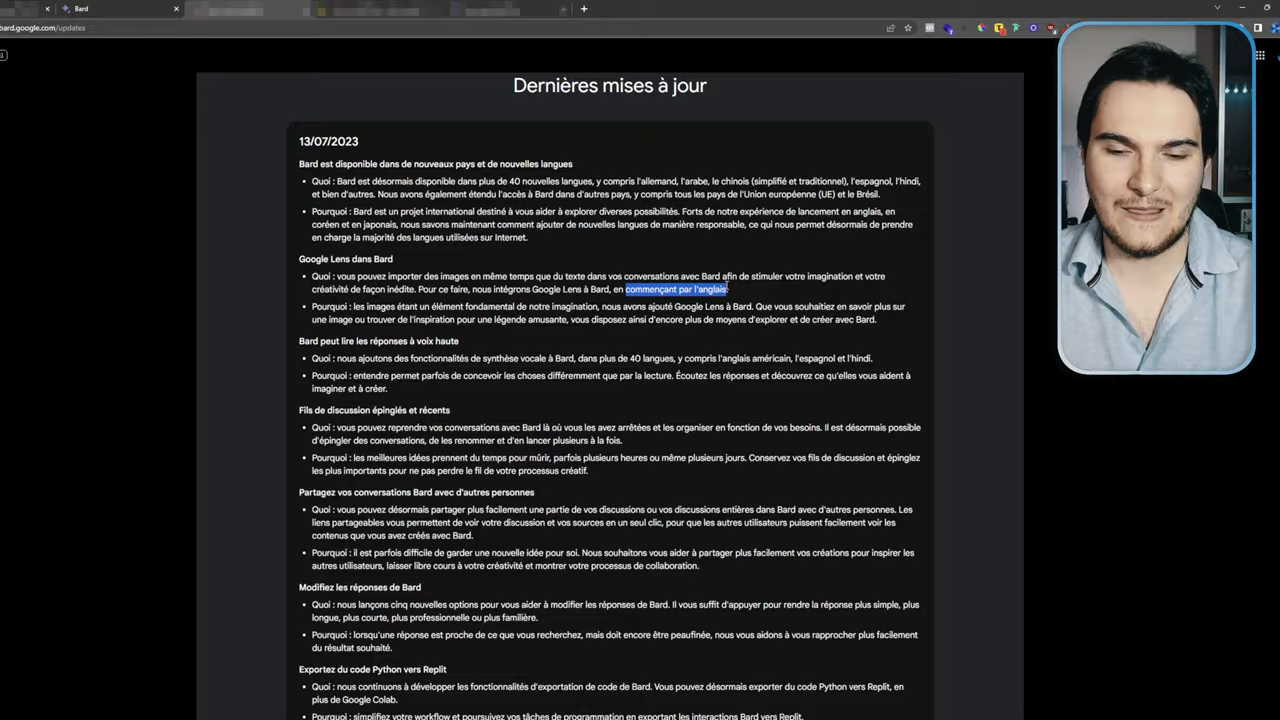 Bard
bard.google.com/updates
Dernières mises à jour
13/07/2023
Bard est disponible dans de nouveaux pays et de nouvelles langues
• Quoi : Bard est désormais disponible dans plus de 40 nouvelles langues, y compris l'allemand, l'arabe, le chinois (simplifié et traditionnel), l'espagnol, l'hindi,
et bien d'autres. Nous avons également étendu l'accès à Bard dans d'autres pays, y compris tous les pays de l'Union européenne (UE) et le Brésil.
• Pourquoi : Bard est un projet international destiné à vous aider à explorer diverses possibilités. Forts de notre expérience de lancement en anglais, en
coréen et en japonais, nous savons maintenant comment ajouter de nouvelles langues de manière responsable, ce qui nous permet désormais de prendre
en charge la majorité des langues utilisées sur Internet.
Google Lens dans Bard
• Quoi : vous pouvez importer des images en même temps que du texte dans vos conversations avec Bard afin de stimuler votre imagination et votre
créativité de façon inédite. Pour ce faire, nous intégrons Google Lens à Bard, en commençant par l'anglais.
• Pourquoi : les images étant un élément fondamental de notre imagination, nous avons ajouté Google Lens à Bard. Que vous souhaitiez en savoir plus sur
une image ou trouver de l'inspiration pour une légende amusante, vous disposez ainsi d'encore plus de moyens d'explorer et de créer avec Bard.
Bard peut lire les réponses à voix haute
• Quoi : nous ajoutons des fonctionnalités de synthèse vocale à Bard, dans plus de 40 langues, y compris l'anglais américain, l'espagnol et l'hindi.
• Pourquoi : entendre permet parfois de concevoir les choses différemment que par la lecture. Écoutez les réponses et découvrez ce qu'elles vous aident à
imaginer et à créer.
Fils de discussion épinglés et récents
• Quoi : vous pouvez reprendre vos conversations avec Bard là où vous les avez arrêtées et les organiser en fonction de vos besoins. Il est désormais possible
d'épingler des conversations, de les renommer et d'en lancer plusieurs à la fois.
• Pourquoi : les meilleures idées prennent du temps pour mûrir, parfois plusieurs heures ou même plusieurs jours. Conservez vos fils de discussion et épinglez
les plus importants pour ne pas perdre le fil de votre processus créatif.
Partagez vos conversations Bard avec d'autres personnes
• Quoi : vous pouvez désormais partager plus facilement une partie de vos discussions ou vos discussions entières dans Bard avec d'autres personnes. Les
liens partageables vous permettent de voir votre discussion et vos sources en un seul clic, pour que les autres utilisateurs puissent facilement voir les
contenus que vous avez créés avec Bard.
• Pourquoi : il est parfois difficile de garder une nouvelle idée pour soi. Nous souhaitons vous aider à partager plus facilement vos créations pour inspirer les
autres utilisateurs, laisser libre cours à votre créativité et montrer votre processus de collaboration.
Modifiez les réponses de Bard
• Quoi : nous lançons cinq nouvelles options pour vous aider à modifier les réponses de Bard. Il vous suffit d'appuyer pour rendre la réponse plus simple, plus
longue, plus courte, plus professionnelle ou plus familière.
• Pourquoi : lorsqu'une réponse est proche de ce que vous recherchez, mais doit encore être peaufinée, nous vous aidons à vous rapprocher plus facilement
du résultat souhaité.
Exportez du code Python vers Replit
• Quoi : nous continuons à développer les fonctionnalités d'exportation de code de Bard. Vous pouvez désormais exporter du code Python vers Replit, en
plus de Google Colab.
• Pourquoi : simplifiez votre workflow et poursuivez vos tâches de programmation en exportant les interactions Bard vers Replit.